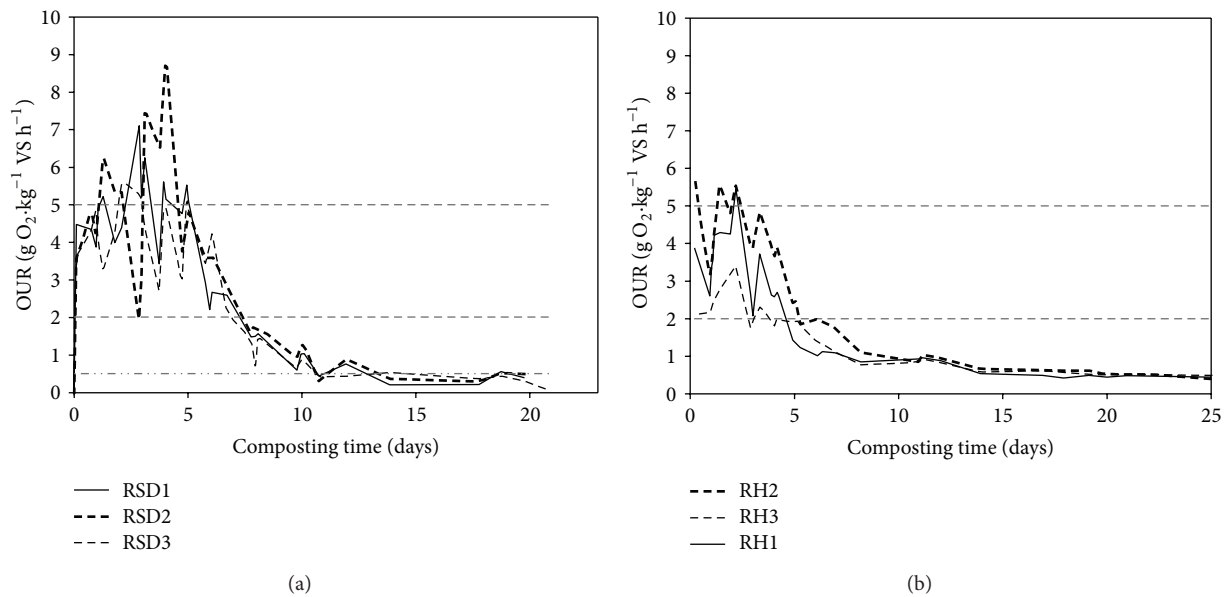 10
9
8
7
6
5
4
3
2
1
0
OUR (g O₂·kg⁻¹ VS h⁻¹)
0 5 10 15 20
Composting time (days)
RSD1
RSD2
RSD3
(a)
10
9
8
7
6
5
4
3
2
1
0
OUR (g O₂·kg⁻¹ VS h⁻¹)
0 5 10 15 20 25
Composting time (days)
RH2
RH3
RH1
(b)